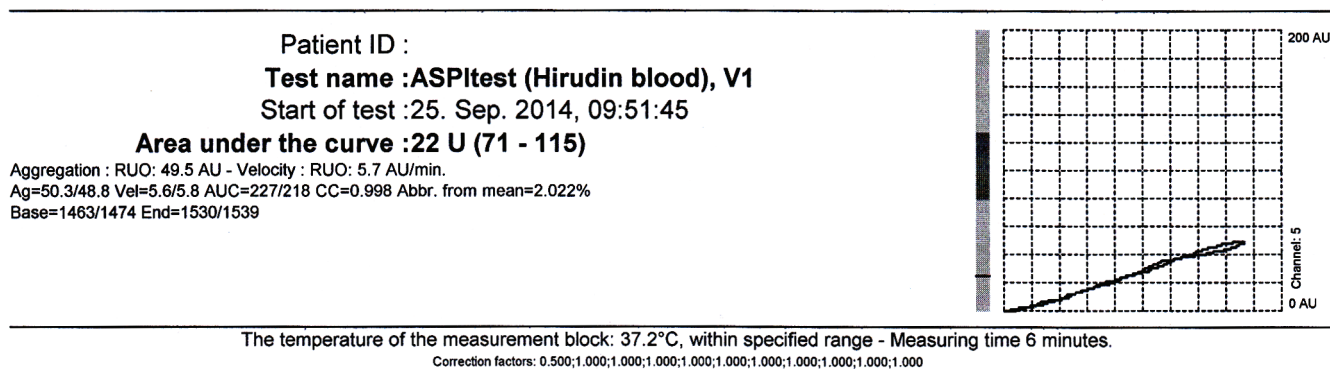 Patient ID :
Test name :ASPItest (Hirudin blood), V1
Start of test :25. Sep. 2014, 09:51:45
Area under the curve :22 U (71 - 115)
Aggregation : RUO: 49.5 AU - Velocity : RUO: 5.7 AU/min.
Ag=50.3/48.8 Vel=5.6/5.8 AUC=227/218 CC=0.998 Abbr. from mean=2.022%
Base=1463/1474 End=1530/1539
200 AU
Channel: 5
0 AU
The temperature of the measurement block: 37.2°C, within specified range - Measuring time 6 minutes.
Correction factors: 0.500;1.000;1.000;1.000;1.000;1.000;1.000;1.000;1.000;1.000;1.000